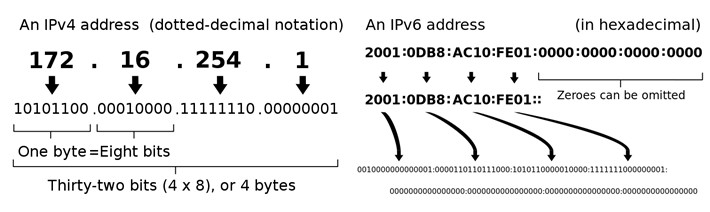 An IPv4 address (dotted-decimal notation)
172 . 16 . 254 . 1
10101100 .00010000 .11111110 .00000001
One byte=Eight bits
Thirty-two bits (4 x 8), or 4 bytes
An IPv6 address (in hexadecimal)
2001:0DB8:AC10:FE01:0000:0000:0000:0000
2001:0DB8:AC10:FE01:: Zeroes can be omitted
0010000000000001:0000110110111000:1010110000010000:1111111000000001:
0000000000000000:0000000000000000:0000000000000000:0000000000000000